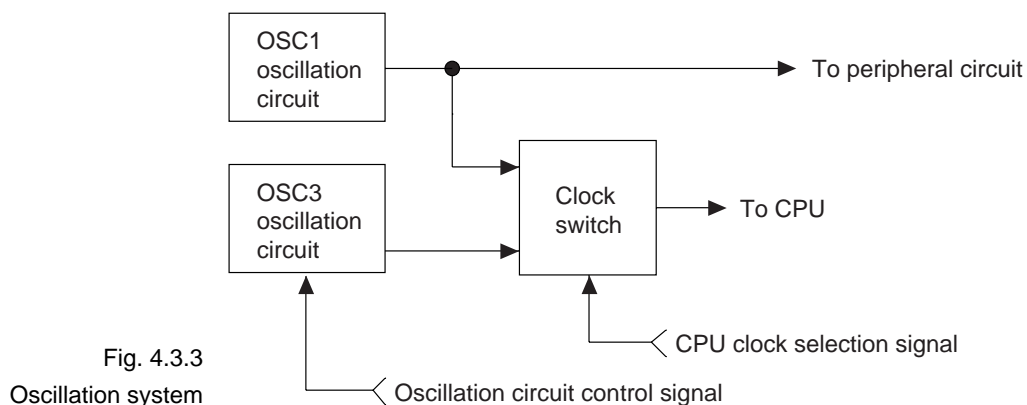 OSC1
oscillation
circuit
To peripheral circuit
OSC3
oscillation
circuit
Clock
switch
To CPU
CPU clock selection signal
Fig. 4.3.3
Oscillation system
Oscillation circuit control signal